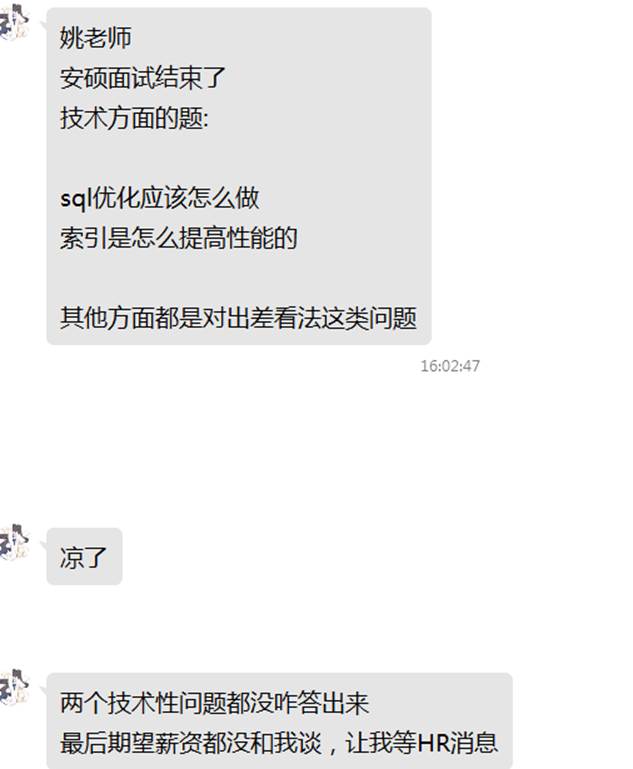 姚老师
安硕面试结束了
技术方面的题:
sql优化应该怎么做
索引是怎么提高性能的
其他方面都是对出差看法这类问题
16:02:47
凉了
两个技术性问题都没咋答出来
最后期望薪资都没和我谈，让我等HR消息